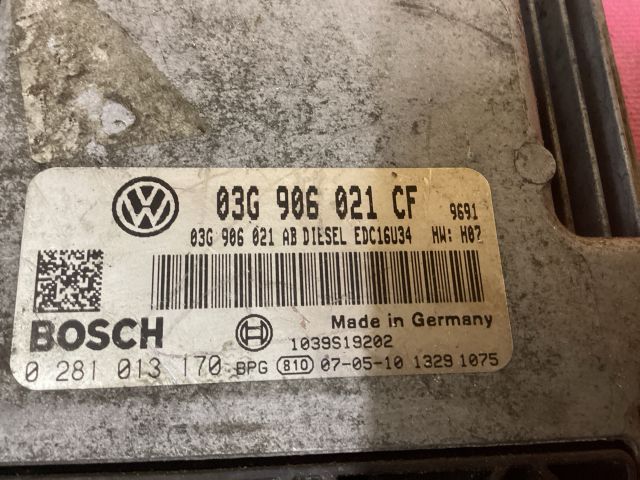 03G 906 021 CF 9691
03G 906 021 AB DIESEL EDC16U34 HW: H07
BOSCH
Made in Germany
1039S19202
0 281 013 170 BPG 810 07-05-10 1329 1075